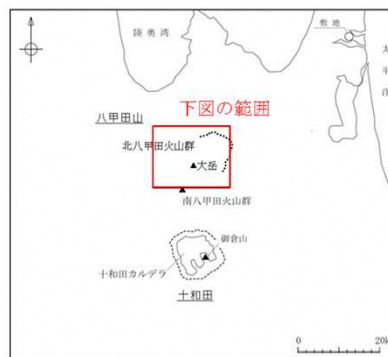 陸奥湾
敷地
太平洋
下図の範囲
八甲田山
北八甲田火山群
大岳
南八甲田火山群
御倉山
十和田カルデラ
十和田
0 20